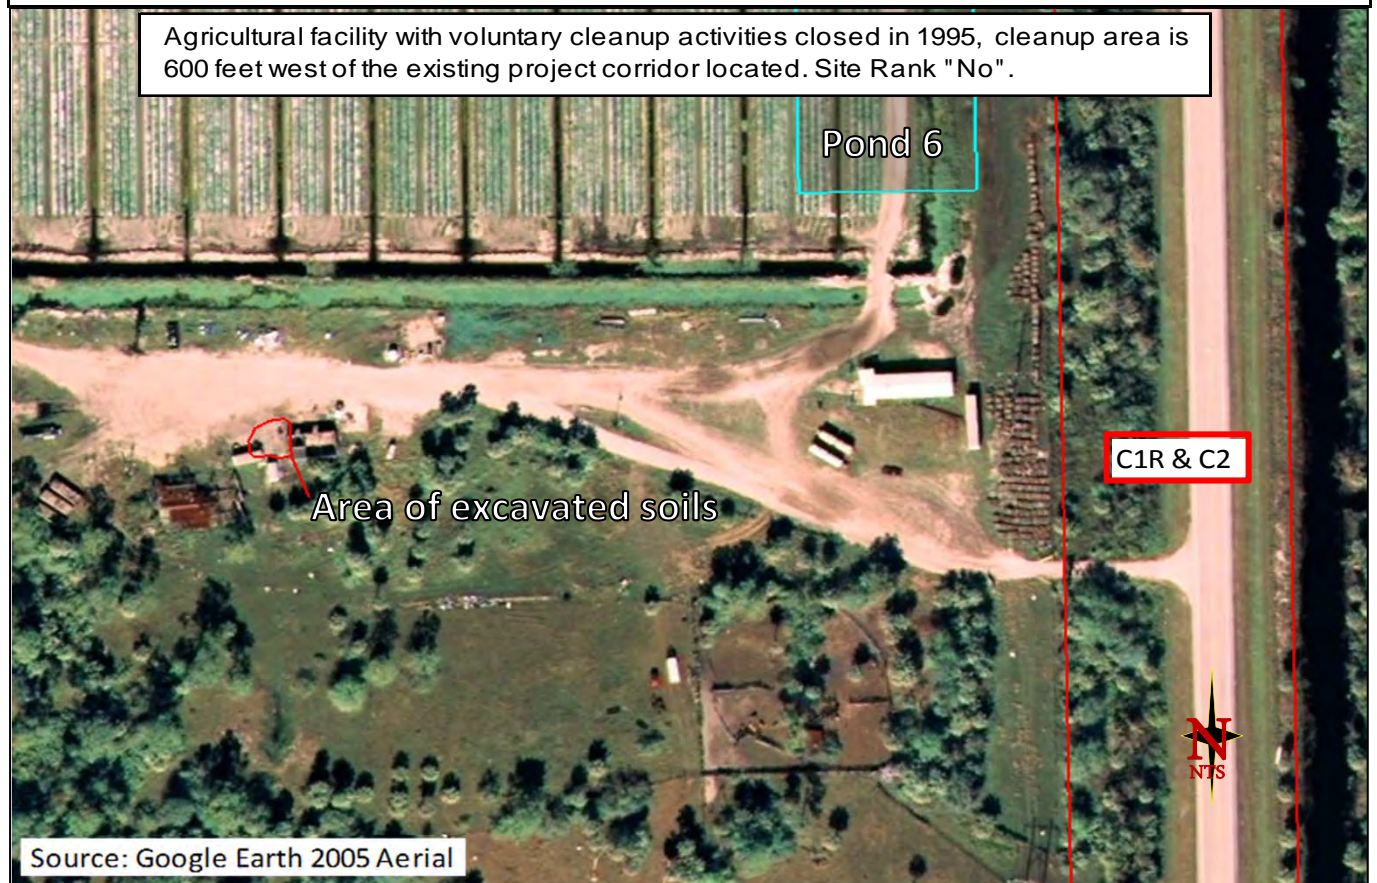 Agricultural facility with voluntary cleanup activities closed in 1995, cleanup area is
600 feet west of the existing project corridor located. Site Rank "No".
Pond 6
C1R & C2
Area of excavated soils
N
NTS
Source: Google Earth 2005 Aerial